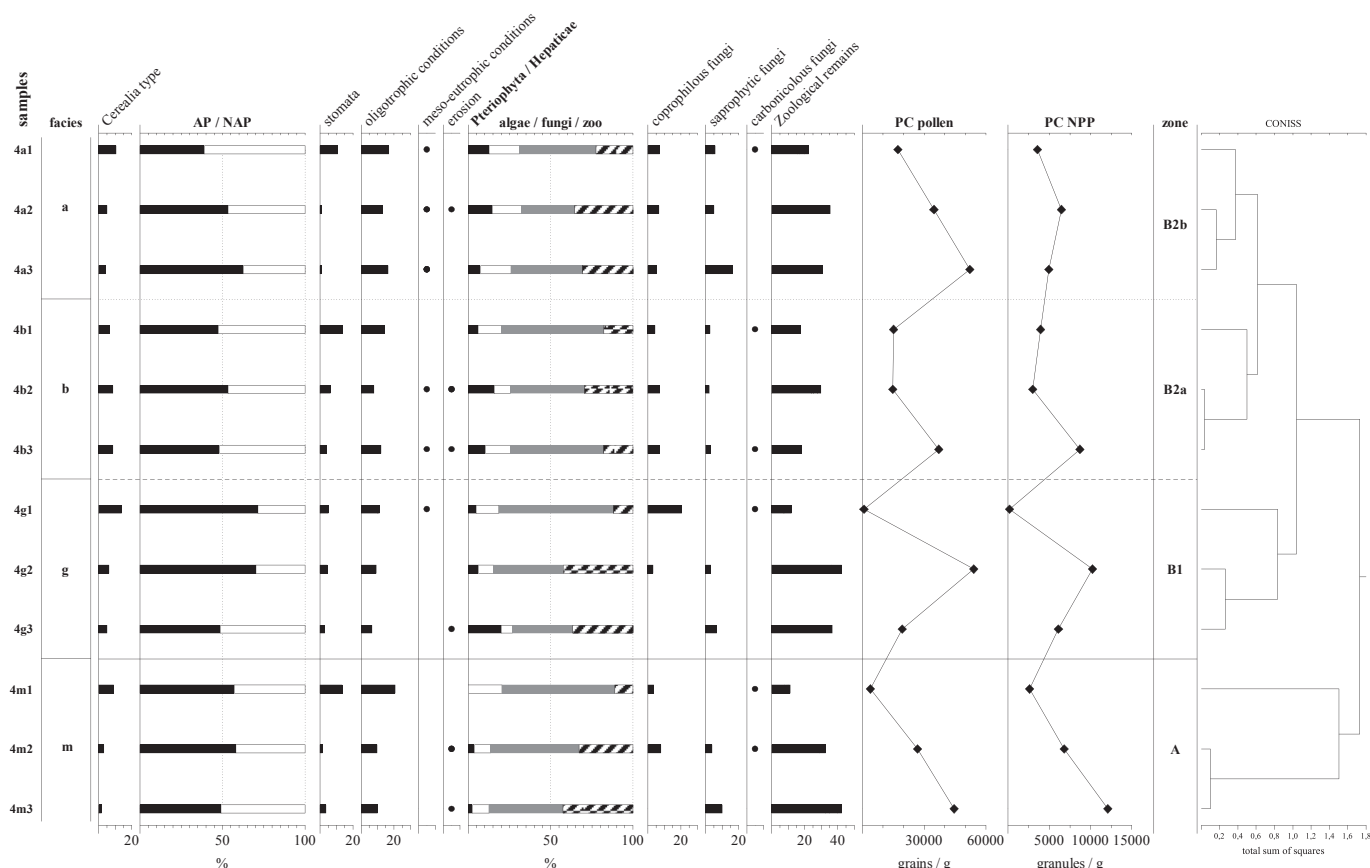 samples
facies
Cerealia type
AP / NAP
stomata
oligotrophic conditions
meso-eutrophic conditions
erosion
Pteriophyta / Hepaticae
algae / fungi / zoo
coprophilous fungi
saprophytic fungi
carbonicolous fungi
Zoological remains
PC pollen
PC NPP
zone
CONISS
4a1
4a2 a B2b
4a3
4b1
4b2 b B2a
4b3
4g1
4g2 g B1
4g3
4m1
4m2 m A
4m3
20 50 100 20 20 50 100 20 20 20 40 60000 5000 10000 15000 0,2 0,4 0,6 0,8 1,0 1,2 1,4 1,6 1,8
20000 40000
% % grains / g granules / g total sum of squares